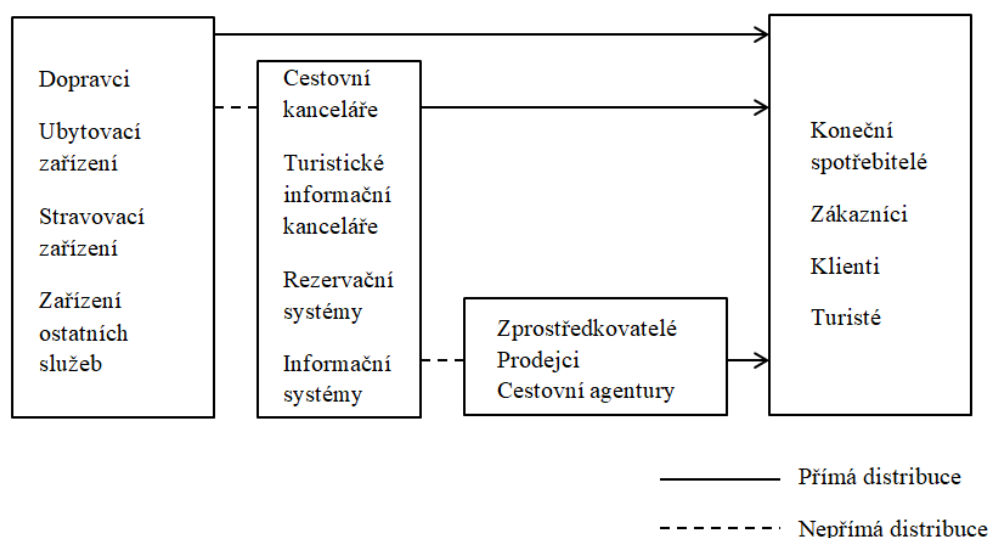 Dopravci
Ubytovací
zařízení
Stravovací
zařízení
Zařízení
ostatních
služeb
Cestovní
kanceláře
Turistické
informační
kanceláře
Rezervační
systémy
Informační
systémy
Zprostředkovatelé
Prodejci
Cestovní agentury
Koneční
spotřebitelé
Zákazníci
Klienti
Turisté
Přímá distribuce
Nepřímá distribuce